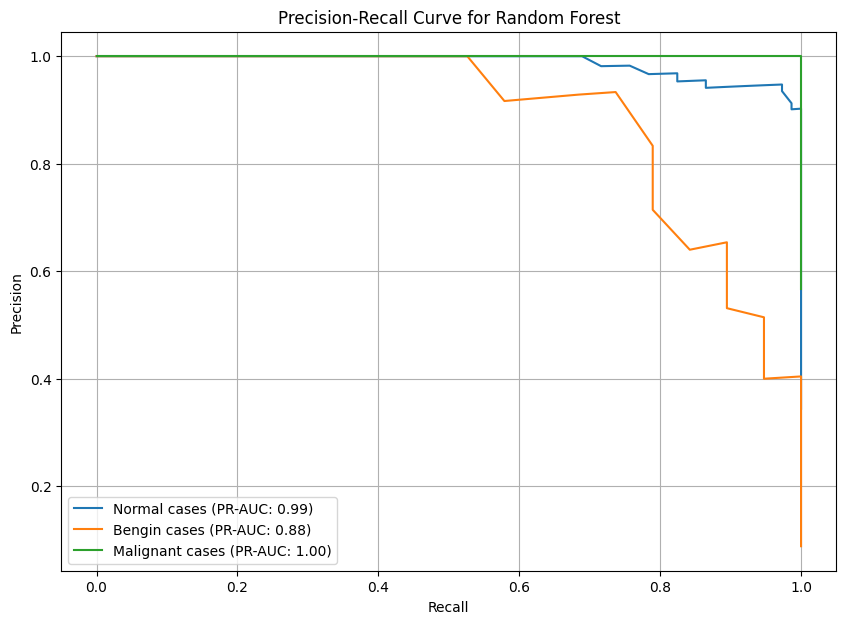 Precision-Recall Curve for Random Forest
1.0
0.8
0.6
0.4
0.2
Precision
Normal cases (PR-AUC: 0.99)
Bengin cases (PR-AUC: 0.88)
Malignant cases (PR-AUC: 1.00)
0.0 0.2 0.4 0.6 0.8 1.0
Recall